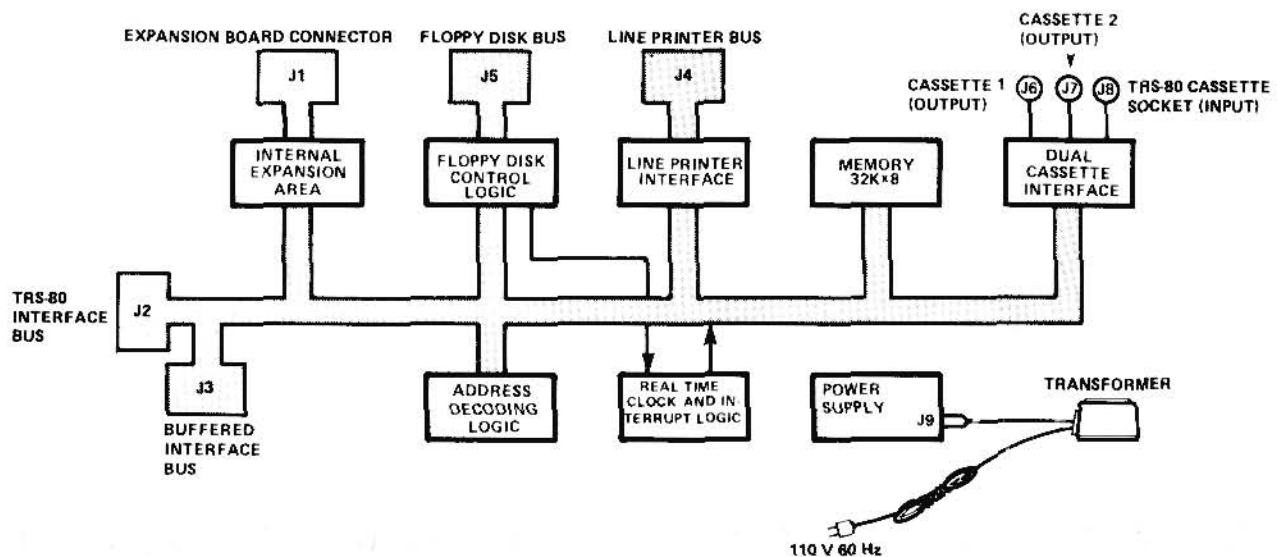 CASSETTE 2
(OUTPUT)
EXPANSION BOARD CONNECTOR
FLOPPY DISK BUS
LINE PRINTER BUS
J1
J5
J4
CASSETTE 1
(OUTPUT)
J6
J7
J8
TRS-80 CASSETTE
SOCKET (INPUT)
INTERNAL
EXPANSION
AREA
FLOPPY DISK
CONTROL
LOGIC
LINE PRINTER
INTERFACE
MEMORY
32K×8
DUAL
CASSETTE
INTERFACE
TRS-80
INTERFACE
BUS
J2
J3
BUFFERED
INTERFACE
BUS
ADDRESS
DECODING
LOGIC
REAL TIME
CLOCK AND IN-
TERRUPT LOGIC
POWER
SUPPLY
J9
TRANSFORMER
110 V 60 Hz